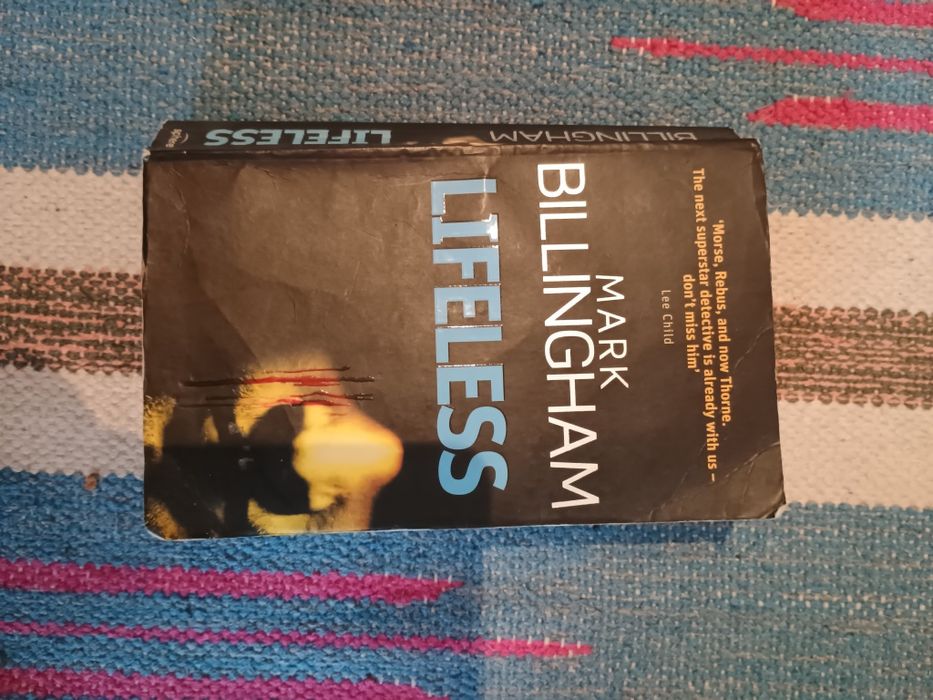 'Morse, Rebus, and now Thorne.
The next superstar detective is already with us –
don't miss him'
Lee Child
MARK
BILLINGHAM
LIFELESS
BILLINGHAM
LIFELESS
sphere